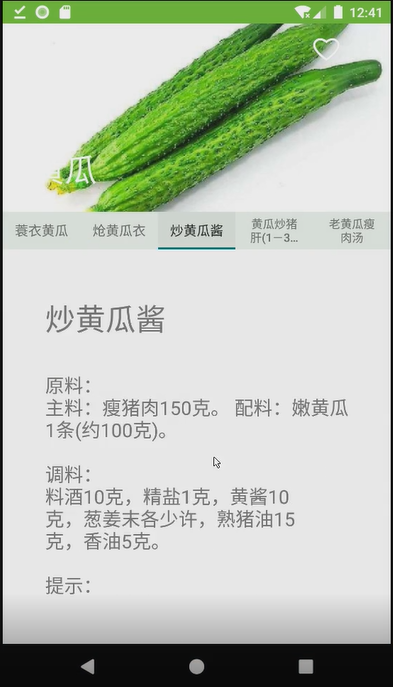 12:41
黄瓜
蓑衣黄瓜
炝黄瓜衣
炒黄瓜酱
黄瓜炒猪
肝(1－3...
老黄瓜瘦
肉汤
炒黄瓜酱
原料：
主料：瘦猪肉150克。 配料：嫩黄瓜
1条(约100克)。
调料：
料酒10克，精盐1克，黄酱10
克，葱姜末各少许，熟猪油15
克，香油5克。
提示：